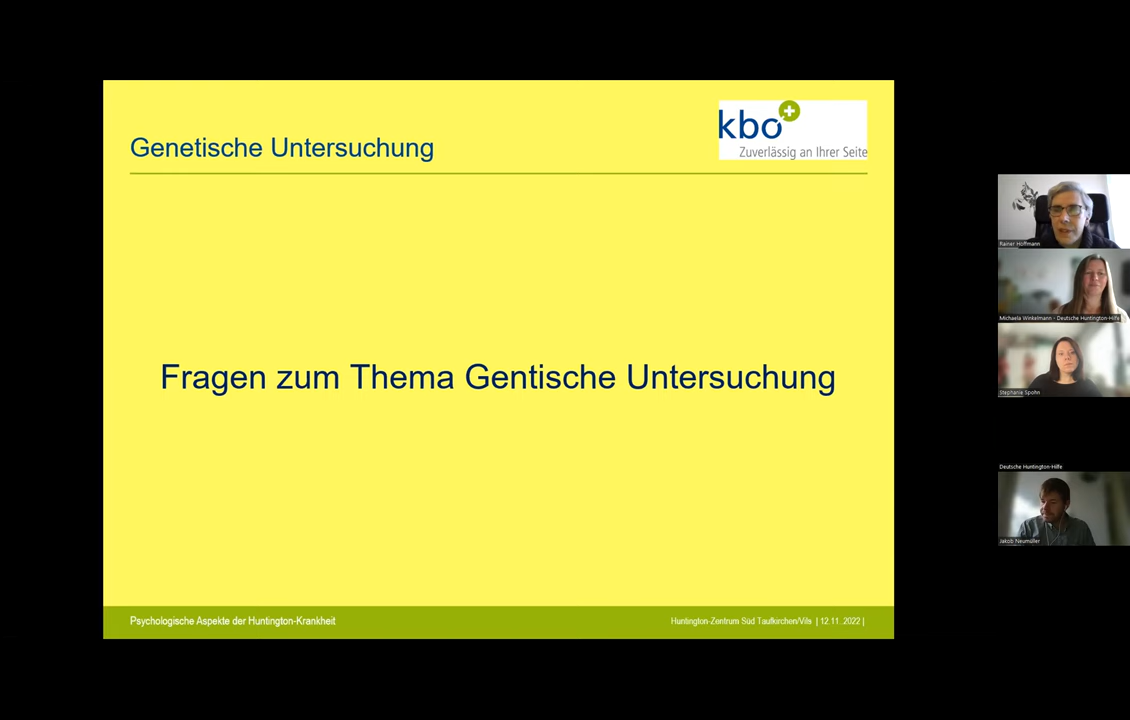 Genetische Untersuchung
kbo
Zuverlässig an Ihrer Seite
Fragen zum Thema Gentische Untersuchung
Psychologische Aspekte der Huntington-Krankheit
Huntington-Zentrum Süd Taufkirchen/Vils | 12.11..2022 |
Rainer Hoffmann
Michaela Winkelmann - Deutsche Huntington-Hilfe
Stephanie Spohn
Deutsche Huntington-Hilfe
Jakob Neumüller